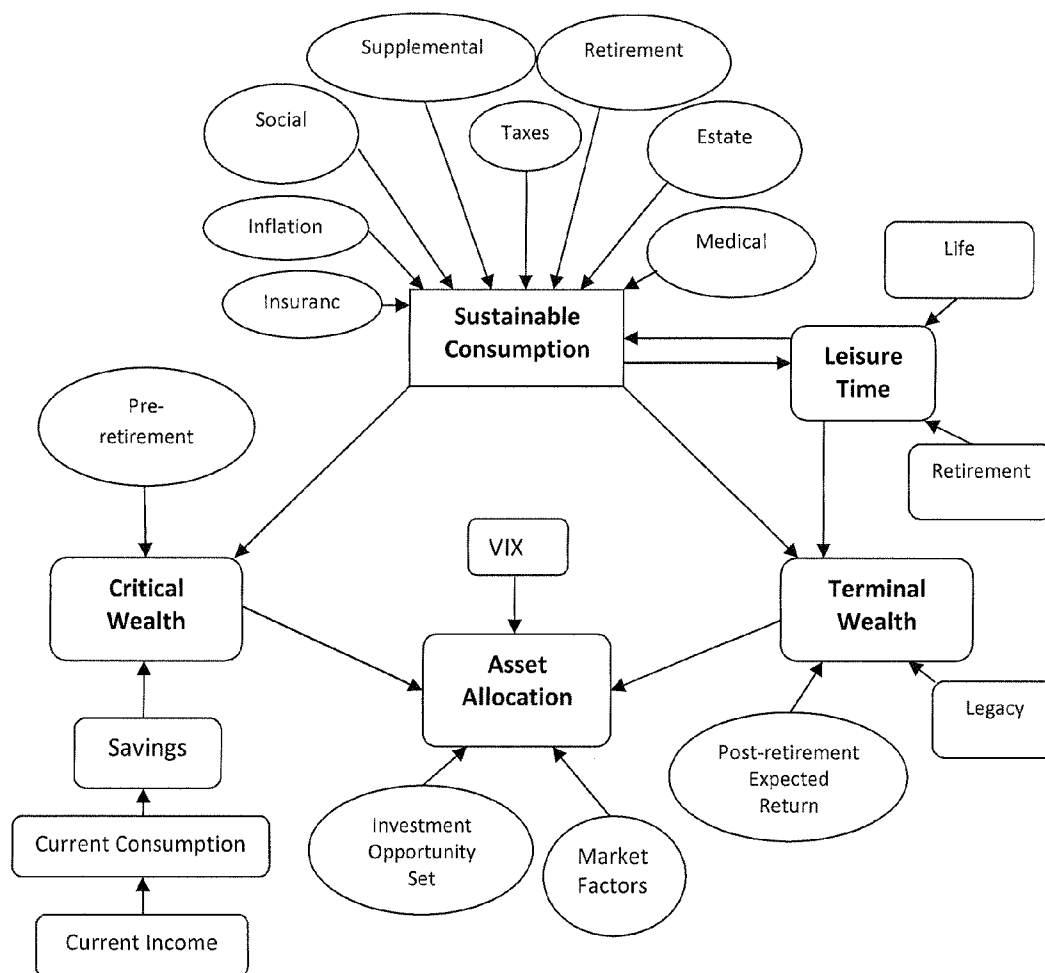 Supplemental
Retirement
Social
Taxes
Estate
Inflation
Medical
Life
Insuranc
Sustainable
Consumption
Leisure
Time
Pre-
retirement
Retirement
VIX
Critical
Wealth
Terminal
Wealth
Asset
Allocation
Legacy
Savings
Post-retirement
Expected
Return
Investment
Opportunity
Set
Market
Factors
Current Consumption
Current Income